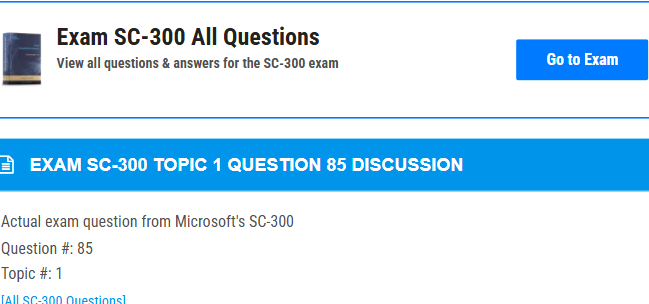 Exam SC-300 All Questions
View all questions & answers for the SC-300 exam
Go to Exam
EXAM SC-300 TOPIC 1 QUESTION 85 DISCUSSION
Actual exam question from Microsoft's SC-300
Question #: 85
Topic #: 1
[All SC-300 Questions]